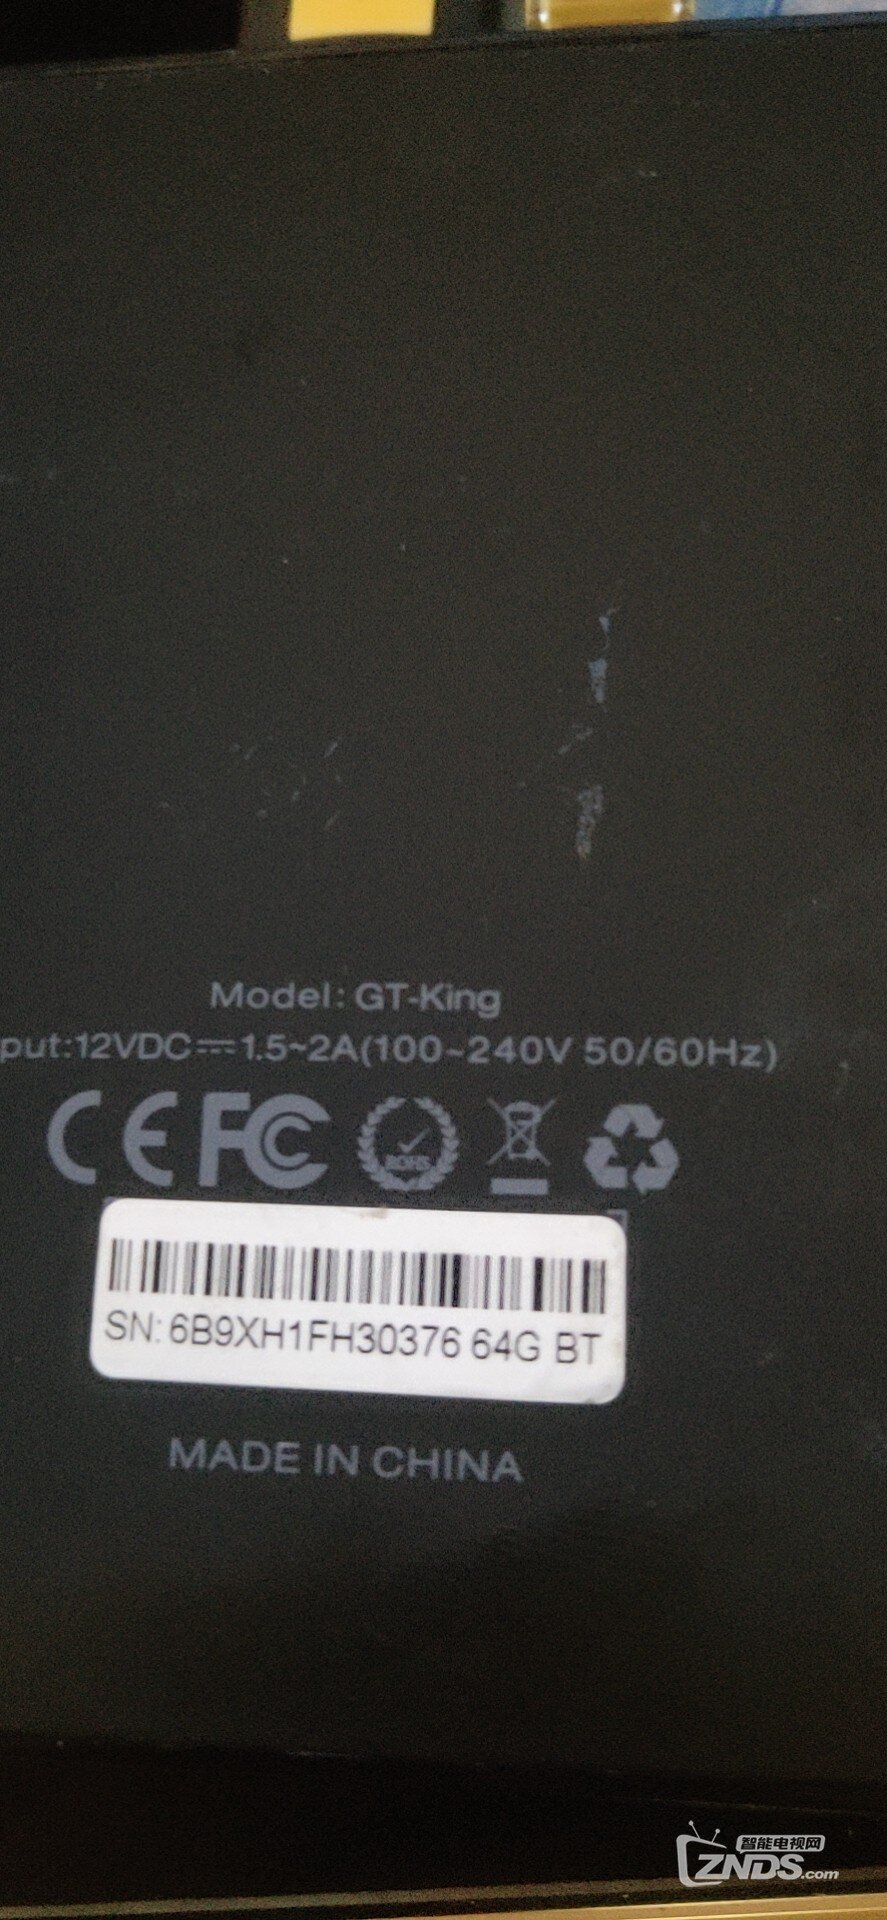 Model: GT-King
put:12VDC⎓1.5~2A(100~240V 50/60Hz)
CE FC
ROHS
SN: 6B9XH1FH30376 64G BT
MADE IN CHINA
智能电视网
ZNDS.com